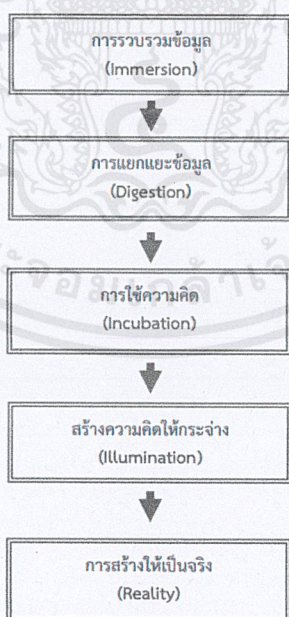 การรวบรวมข้อมูล
(Immersion)
การแยกแยะข้อมูล
(Digestion)
การใช้ความคิด
(Incubation)
สร้างความคิดให้กระจ่าง
(Illumination)
การสร้างให้เป็นจริง
(Reality)